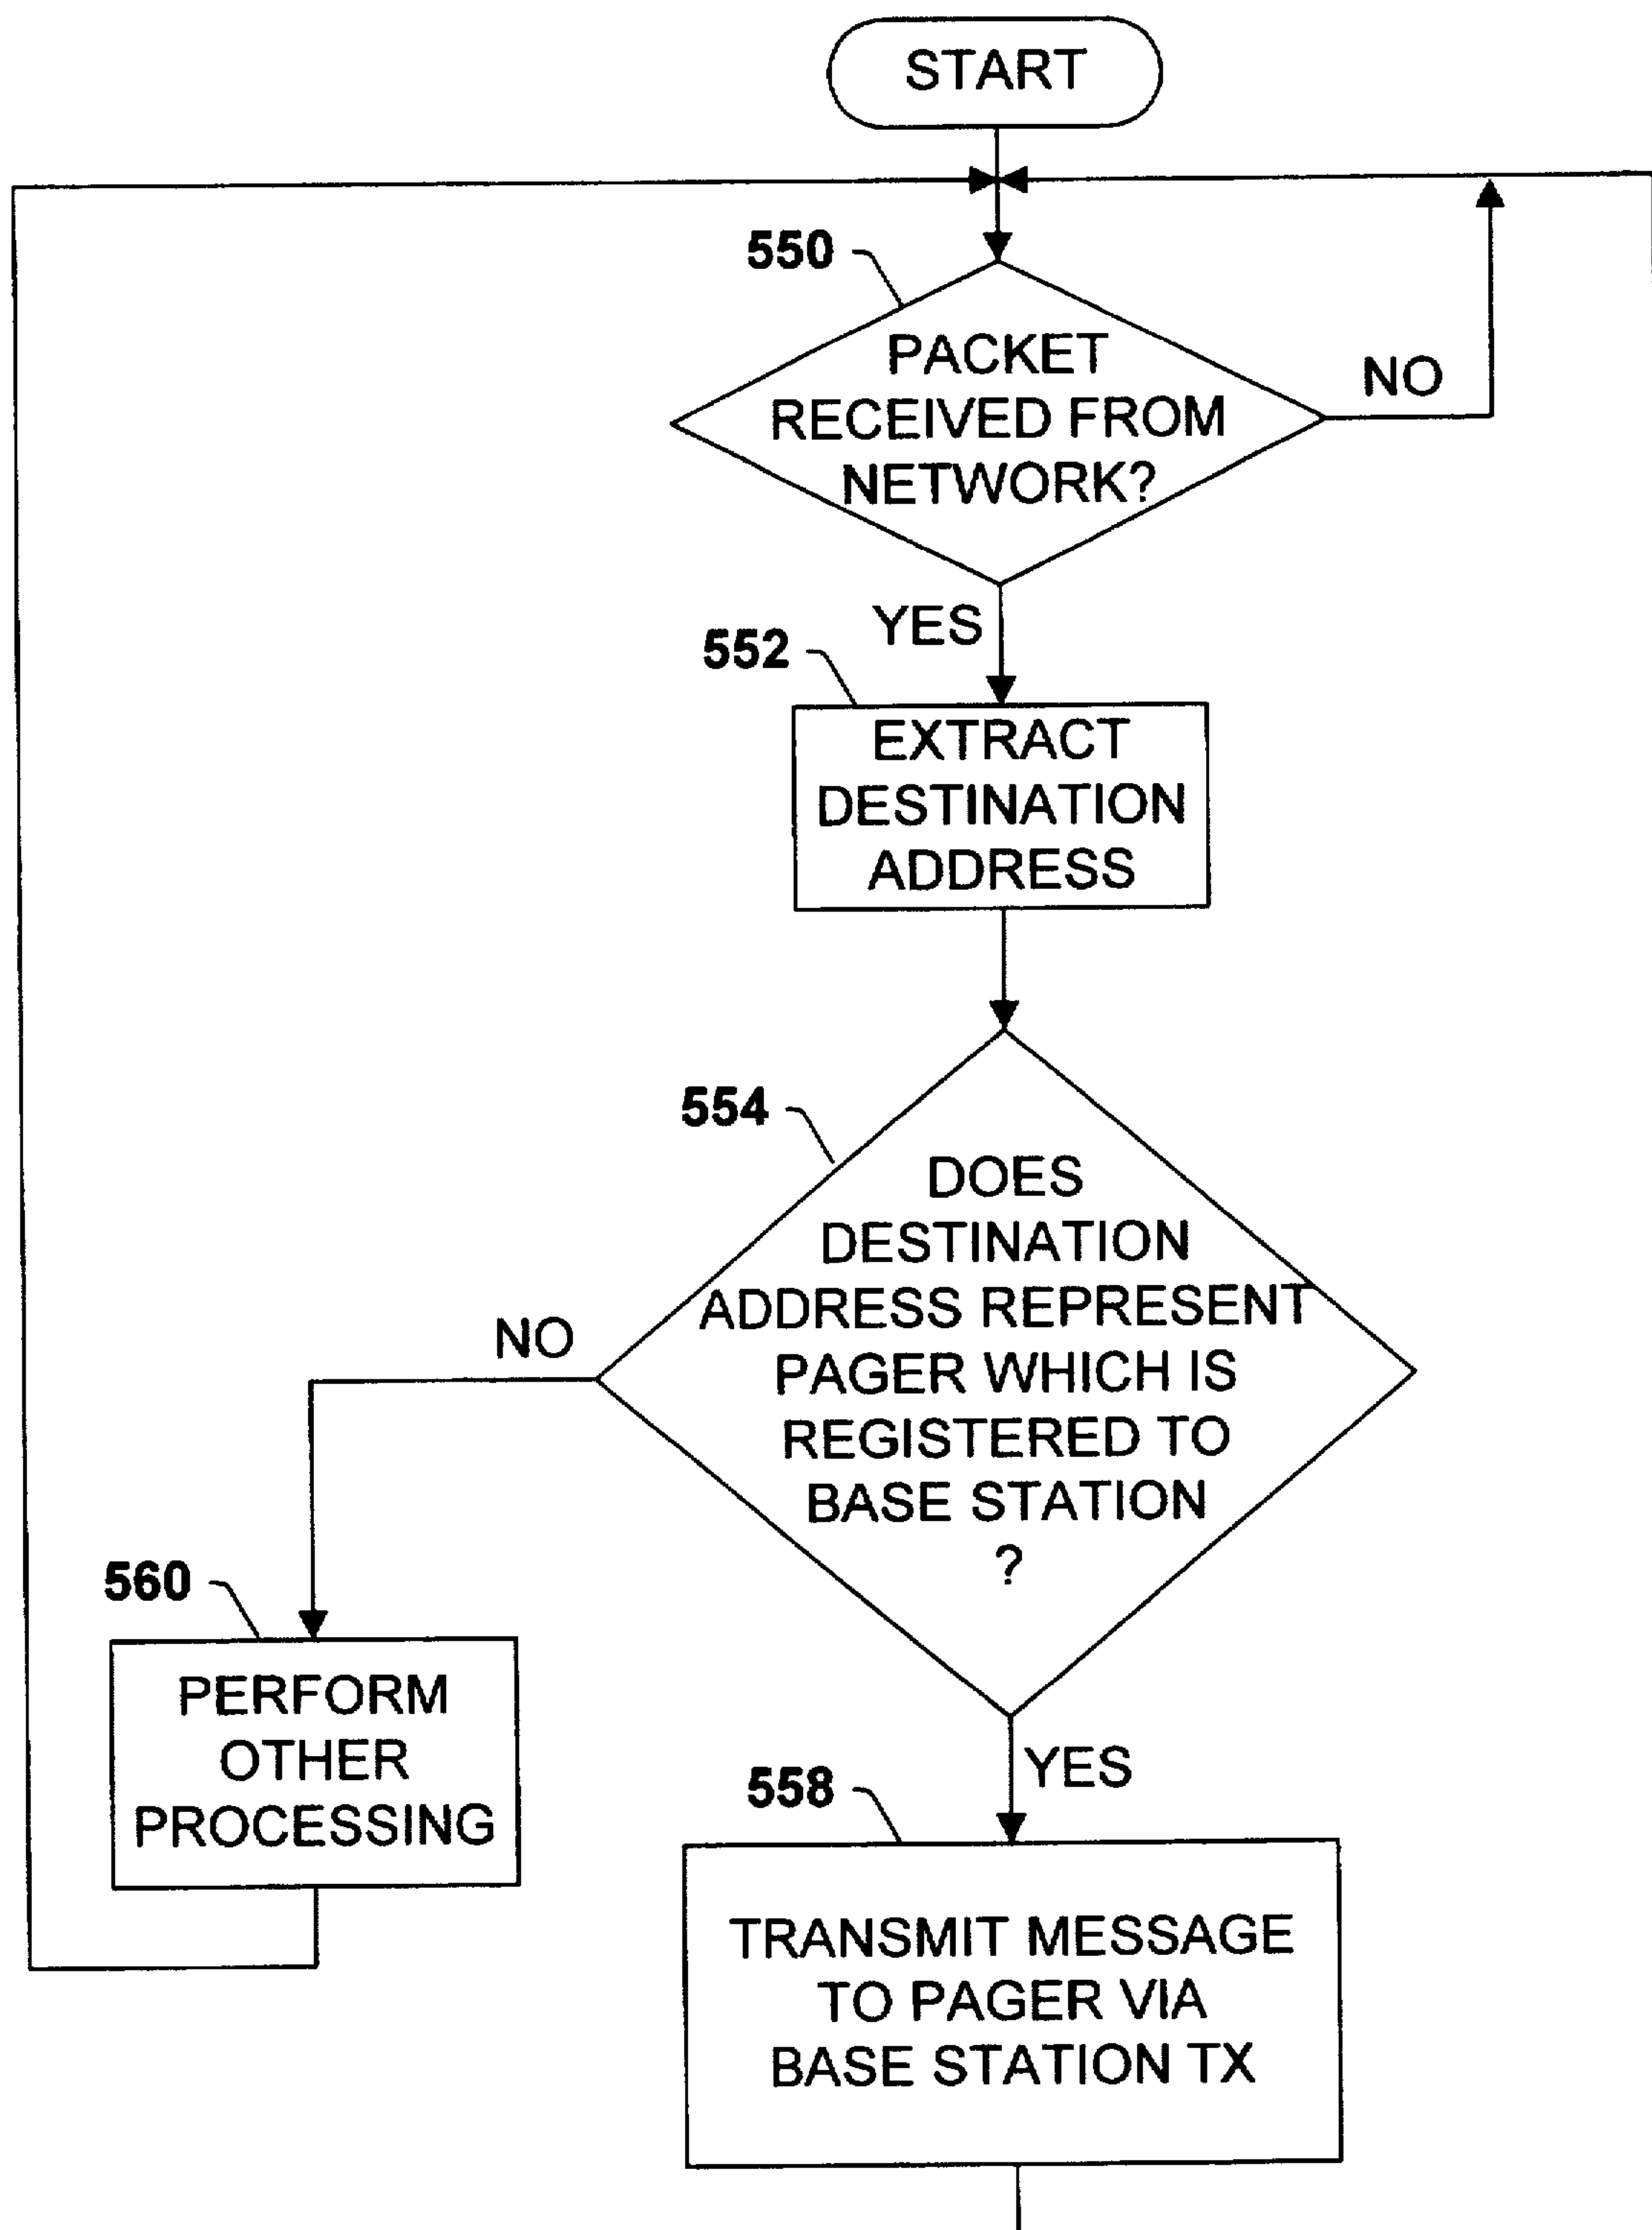 START
550
PACKET
RECEIVED FROM
NETWORK?
NO
YES
552
EXTRACT
DESTINATION
ADDRESS
554
DOES
DESTINATION
ADDRESS REPRESENT
PAGER WHICH IS
REGISTERED TO
BASE STATION
?
NO
560
PERFORM
OTHER
PROCESSING
YES
558
TRANSMIT MESSAGE
TO PAGER VIA
BASE STATION TX